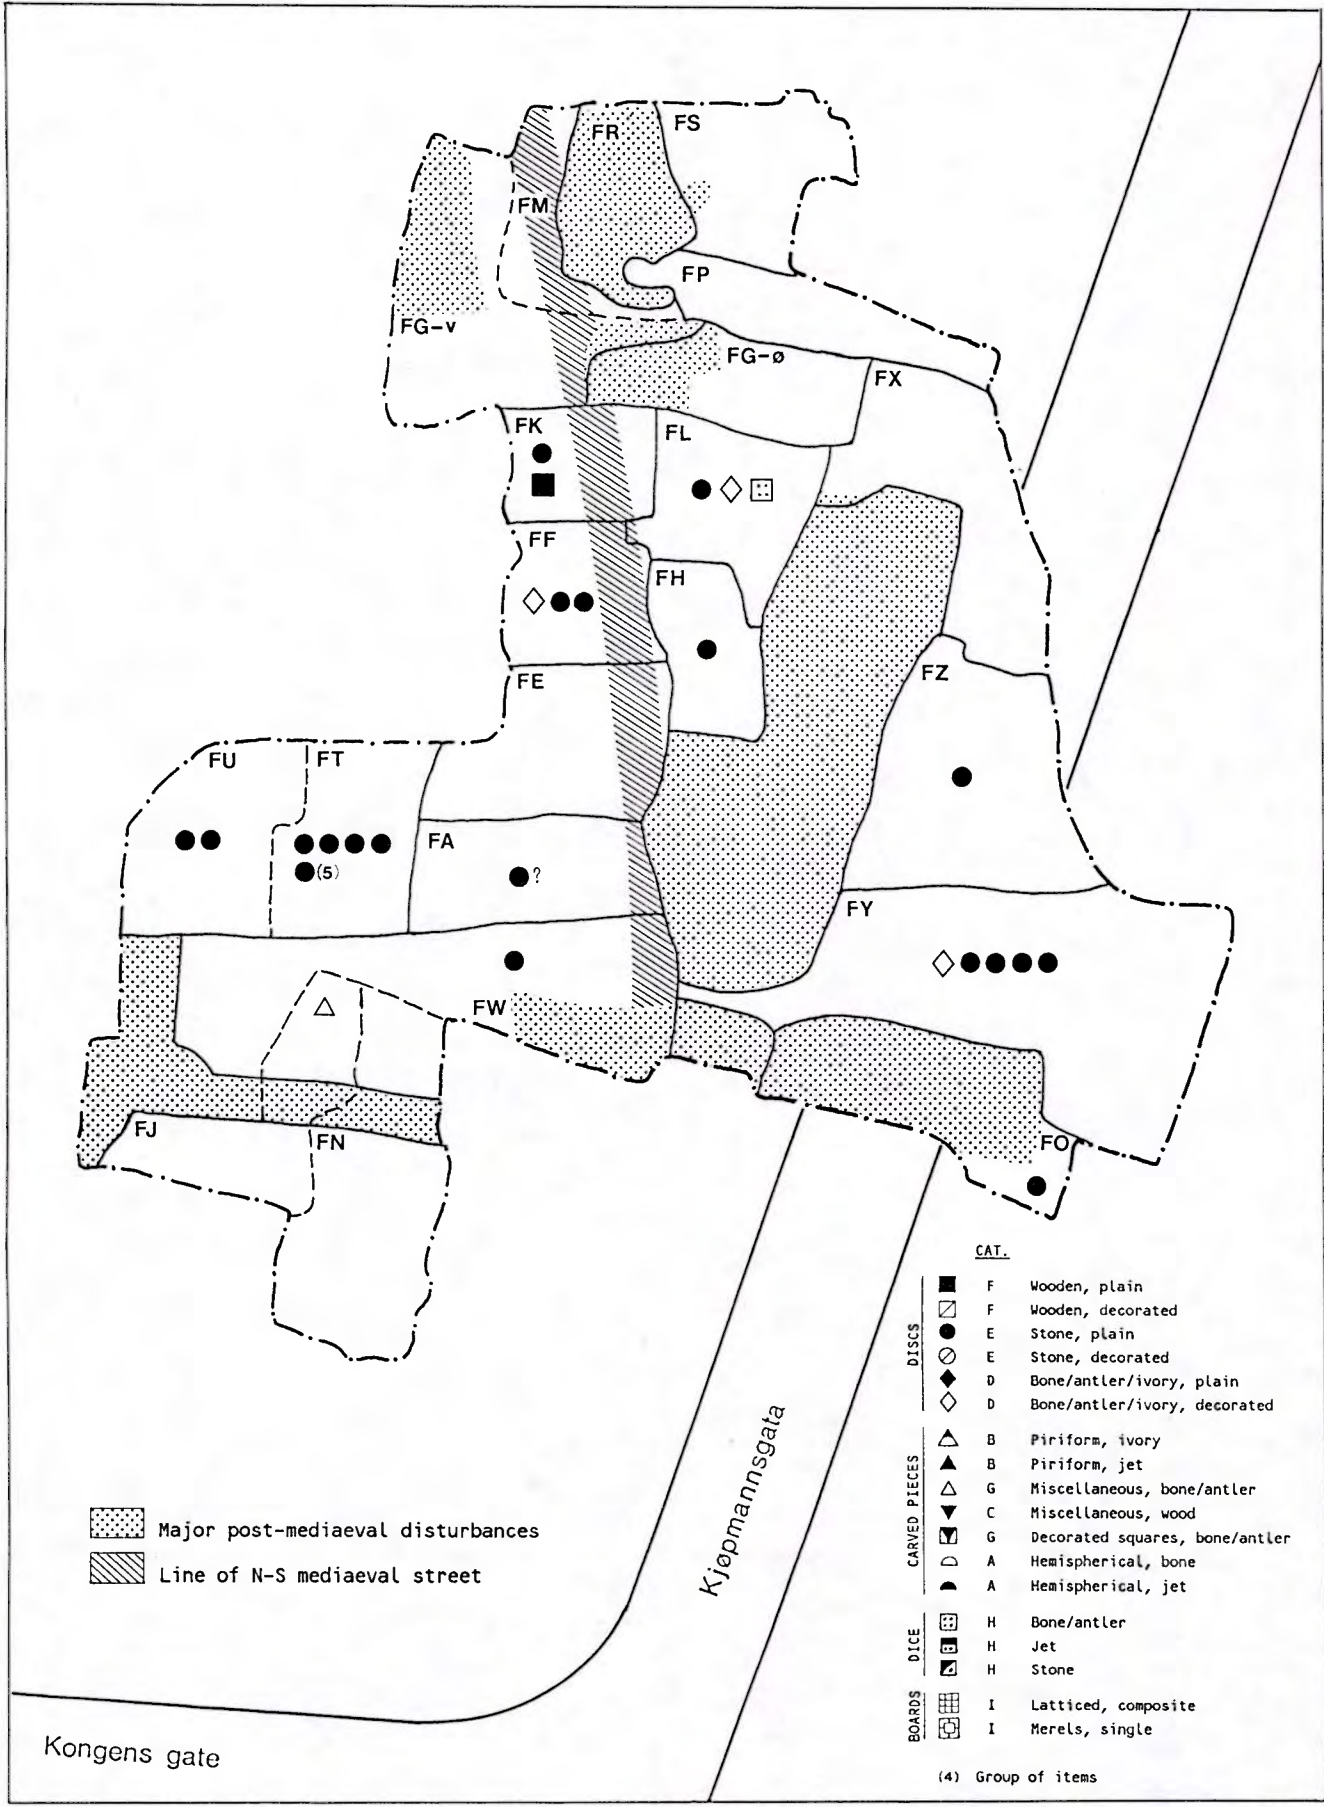 FR
FS
FM
FP
FG-v
FG-ø
FX
FK
FL
FF
FH
FE
FZ
FU
FT
FA
(5)
?
FY
FW
FJ
FN
FO
CAT.
DISCS
F Wooden, plain
F Wooden, decorated
E Stone, plain
E Stone, decorated
D Bone/antler/ivory, plain
D Bone/antler/ivory, decorated
CARVED PIECES
B Piriform, ivory
B Piriform, jet
G Miscellaneous, bone/antler
C Miscellaneous, wood
G Decorated squares, bone/antler
A Hemispherical, bone
A Hemispherical, jet
DICE
H Bone/antler
H Jet
H Stone
BOARDS
I Latticed, composite
I Merels, single
(4) Group of items
Major post-mediaeval disturbances
Line of N-S mediaeval street
Kjøpmannsgata
Kongens gate